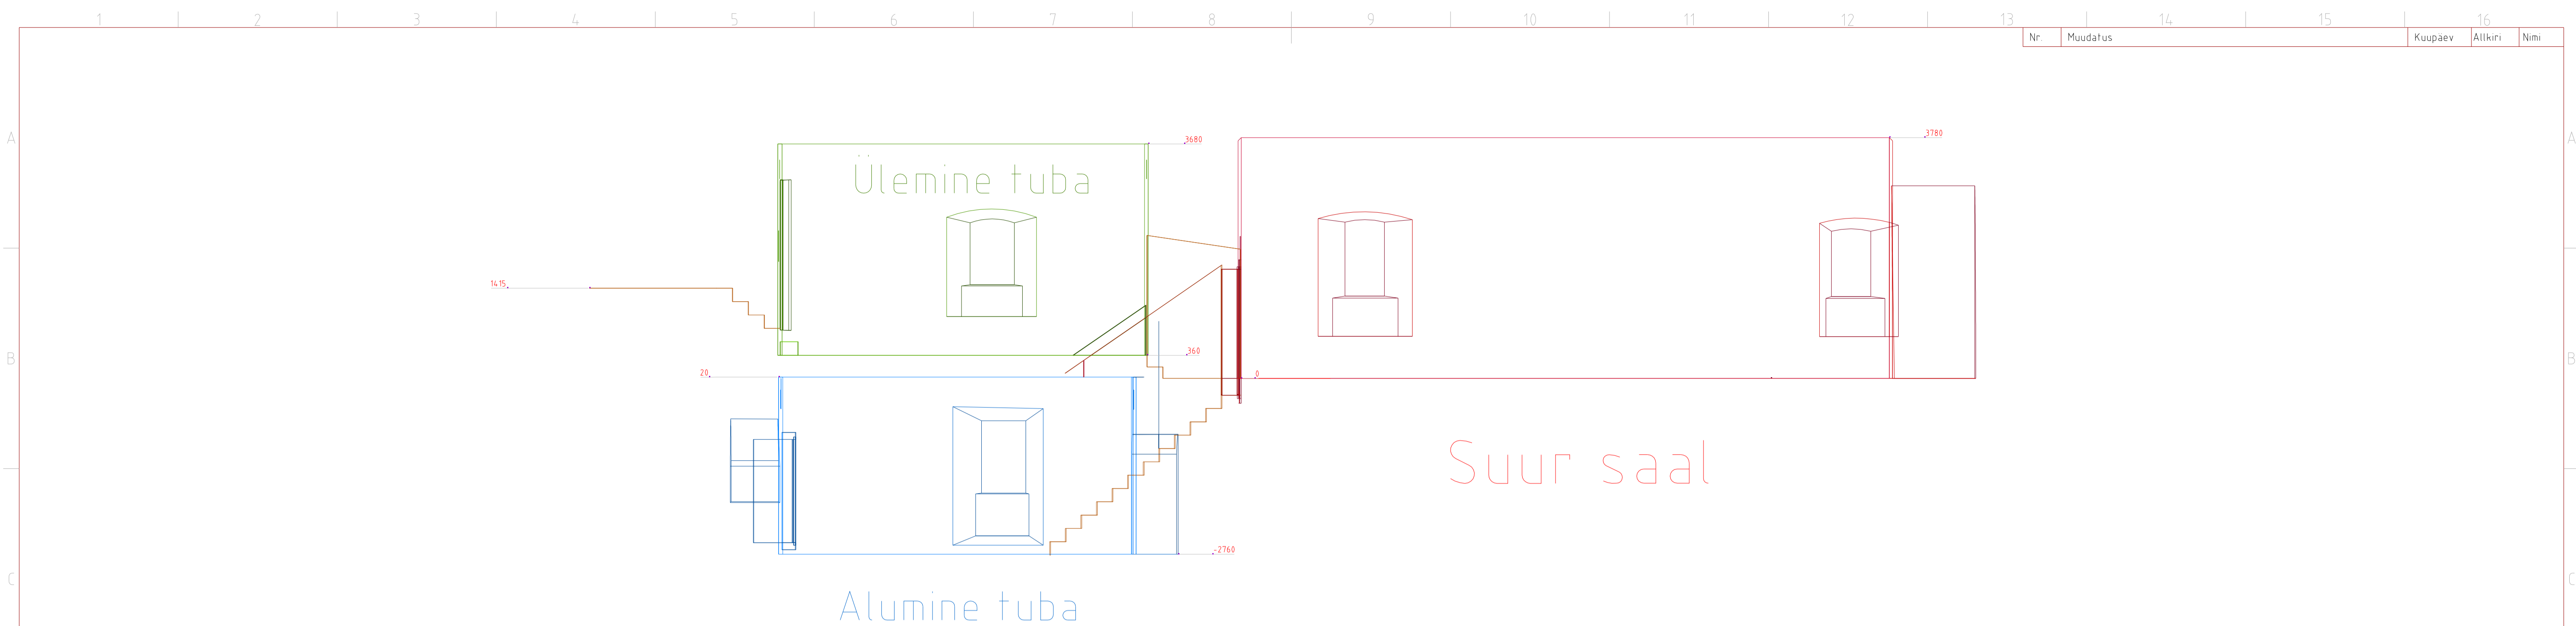 1 2 3 4 5 6 7 8 9 10 11 12 13 14 15 16
Nr. Muudatus Kuupäev Allkiri Nimi
A A
3780
3680
Ülemine tuba
1415
360
B B
20
0
Suur saal
-2760
C C
Alumine tuba